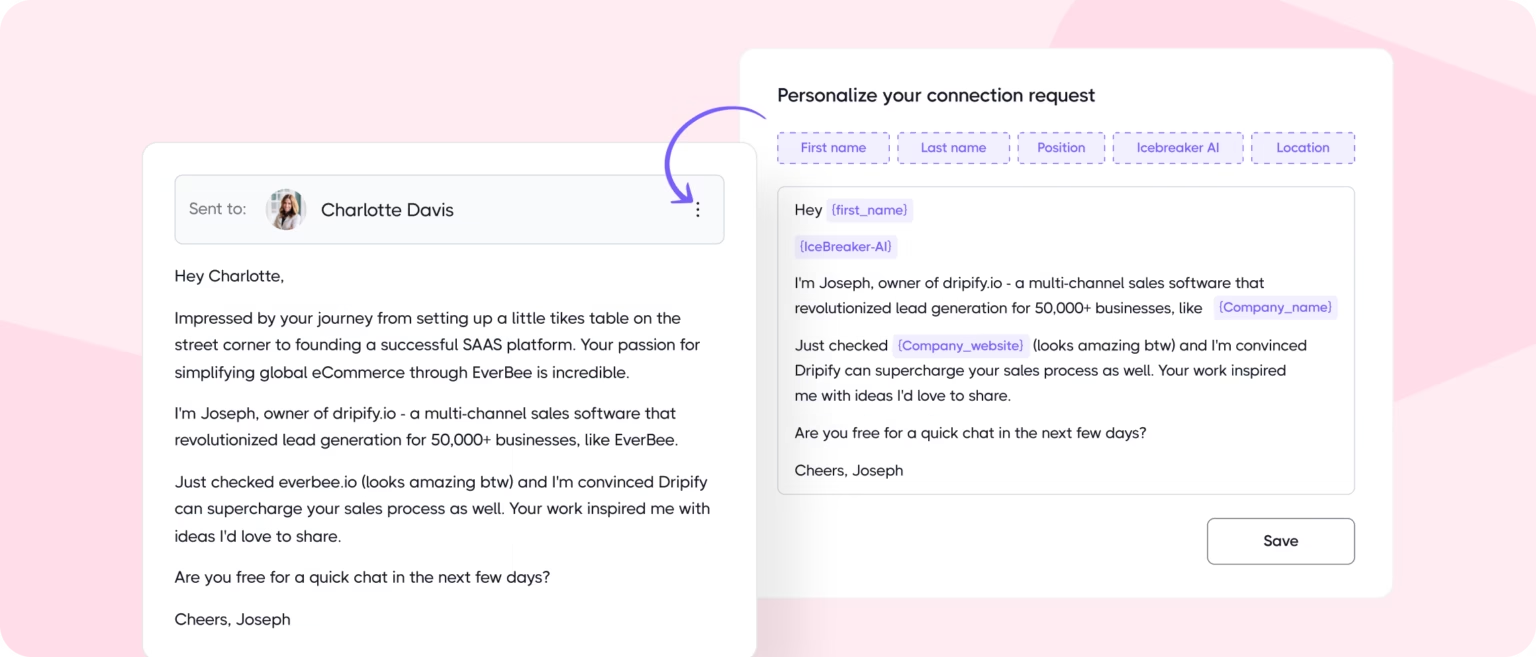 Sent to: Charlotte Davis
Hey Charlotte,
Impressed by your journey from setting up a little tikes table on the
street corner to founding a successful SAAS platform. Your passion for
simplifying global eCommerce through EverBee is incredible.
I'm Joseph, owner of dripify.io - a multi-channel sales software that
revolutionized lead generation for 50,000+ businesses, like EverBee.
Just checked everbee.io (looks amazing btw) and I'm convinced Dripify
can supercharge your sales process as well. Your work inspired me with
ideas I'd love to share.
Are you free for a quick chat in the next few days?
Cheers, Joseph
Personalize your connection request
First name Last name Position Icebreaker AI Location
Hey {first_name}
{IceBreaker-AI}
I'm Joseph, owner of dripify.io - a multi-channel sales software that
revolutionized lead generation for 50,000+ businesses, like {Company_name}
Just checked {Company_website} (looks amazing btw) and I'm convinced
Dripify can supercharge your sales process as well. Your work inspired
me with ideas I'd love to share.
Are you free for a quick chat in the next few days?
Cheers, Joseph
Save